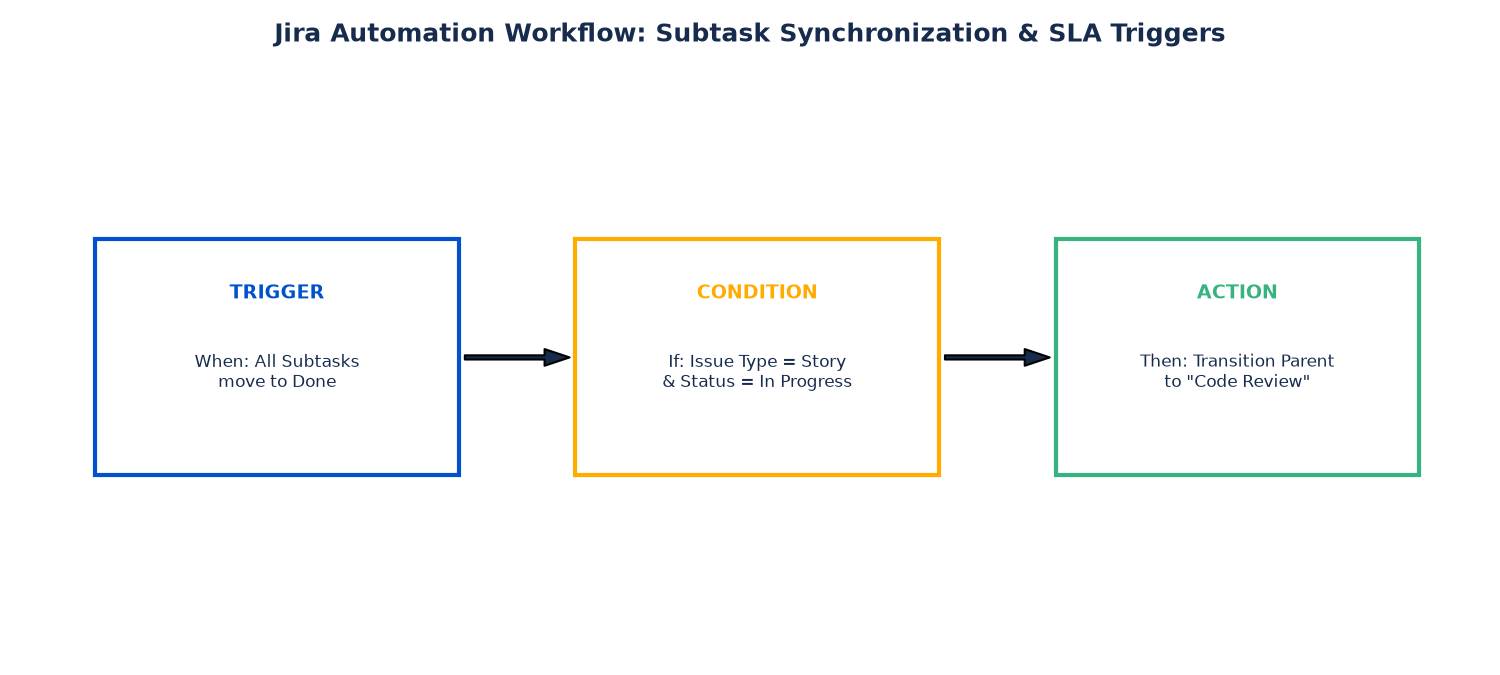 Jira Automation Workflow: Subtask Synchronization & SLA Triggers
TRIGGER
When: All Subtasks
move to Done
CONDITION
If: Issue Type = Story
& Status = In Progress
ACTION
Then: Transition Parent
to "Code Review"